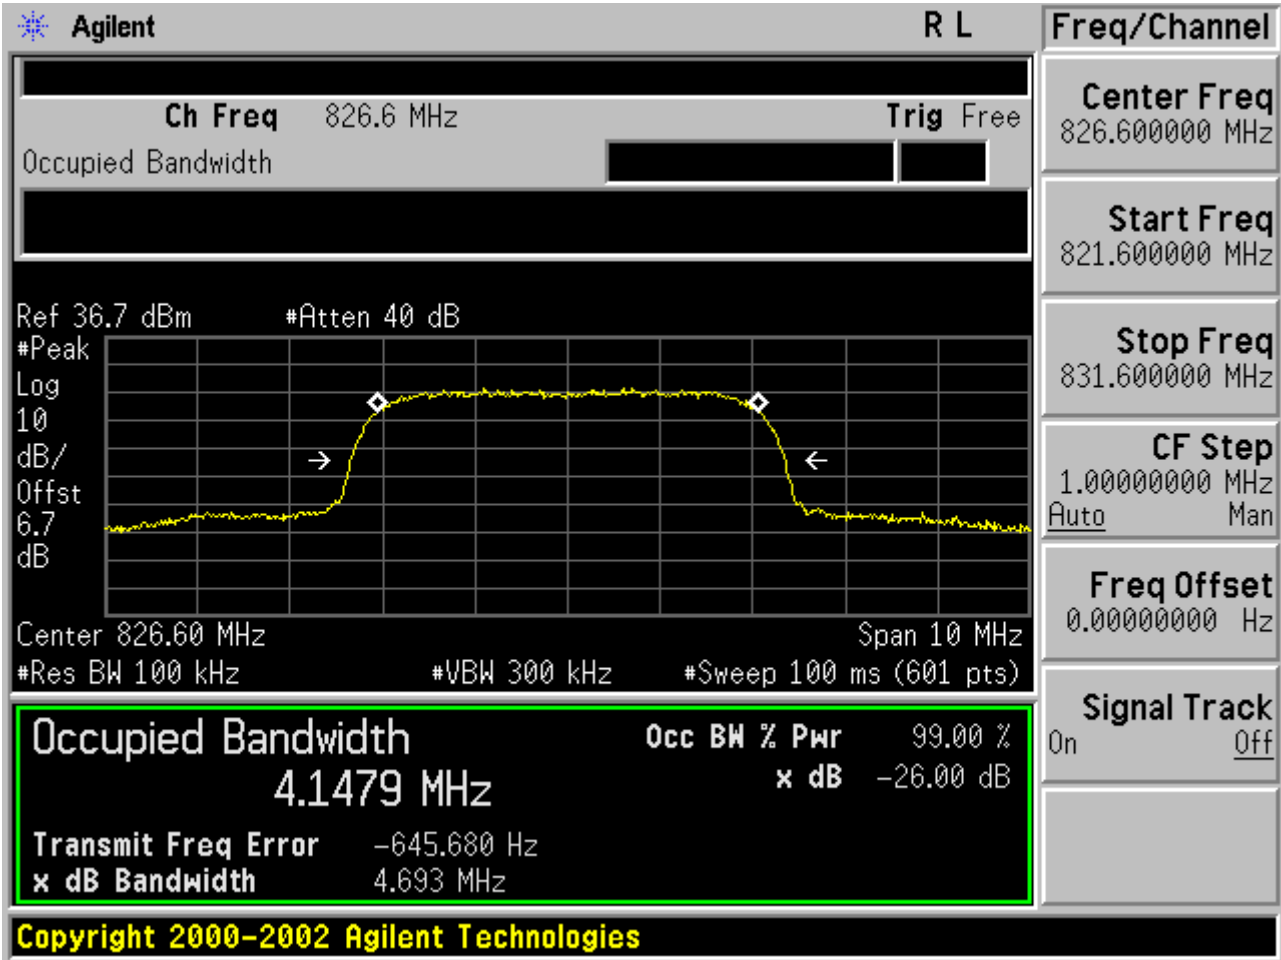 Agilent R L
Freq/Channel
Ch Freq 826.6 MHz Trig Free
Occupied Bandwidth
Center Freq
826.600000 MHz
Start Freq
821.600000 MHz
Stop Freq
831.600000 MHz
CF Step
1.00000000 MHz
Auto Man
Freq Offset
0.00000000 Hz
Signal Track
On Off
Ref 36.7 dBm #Atten 40 dB
#Peak
Log
10
dB/
Offst
6.7
dB
Center 826.60 MHz Span 10 MHz
#Res BW 100 kHz #VBW 300 kHz #Sweep 100 ms (601 pts)
Occupied Bandwidth Occ BW % Pwr 99.00 %
4.1479 MHz x dB -26.00 dB
Transmit Freq Error -645.680 Hz
x dB Bandwidth 4.693 MHz
Copyright 2000-2002 Agilent Technologies